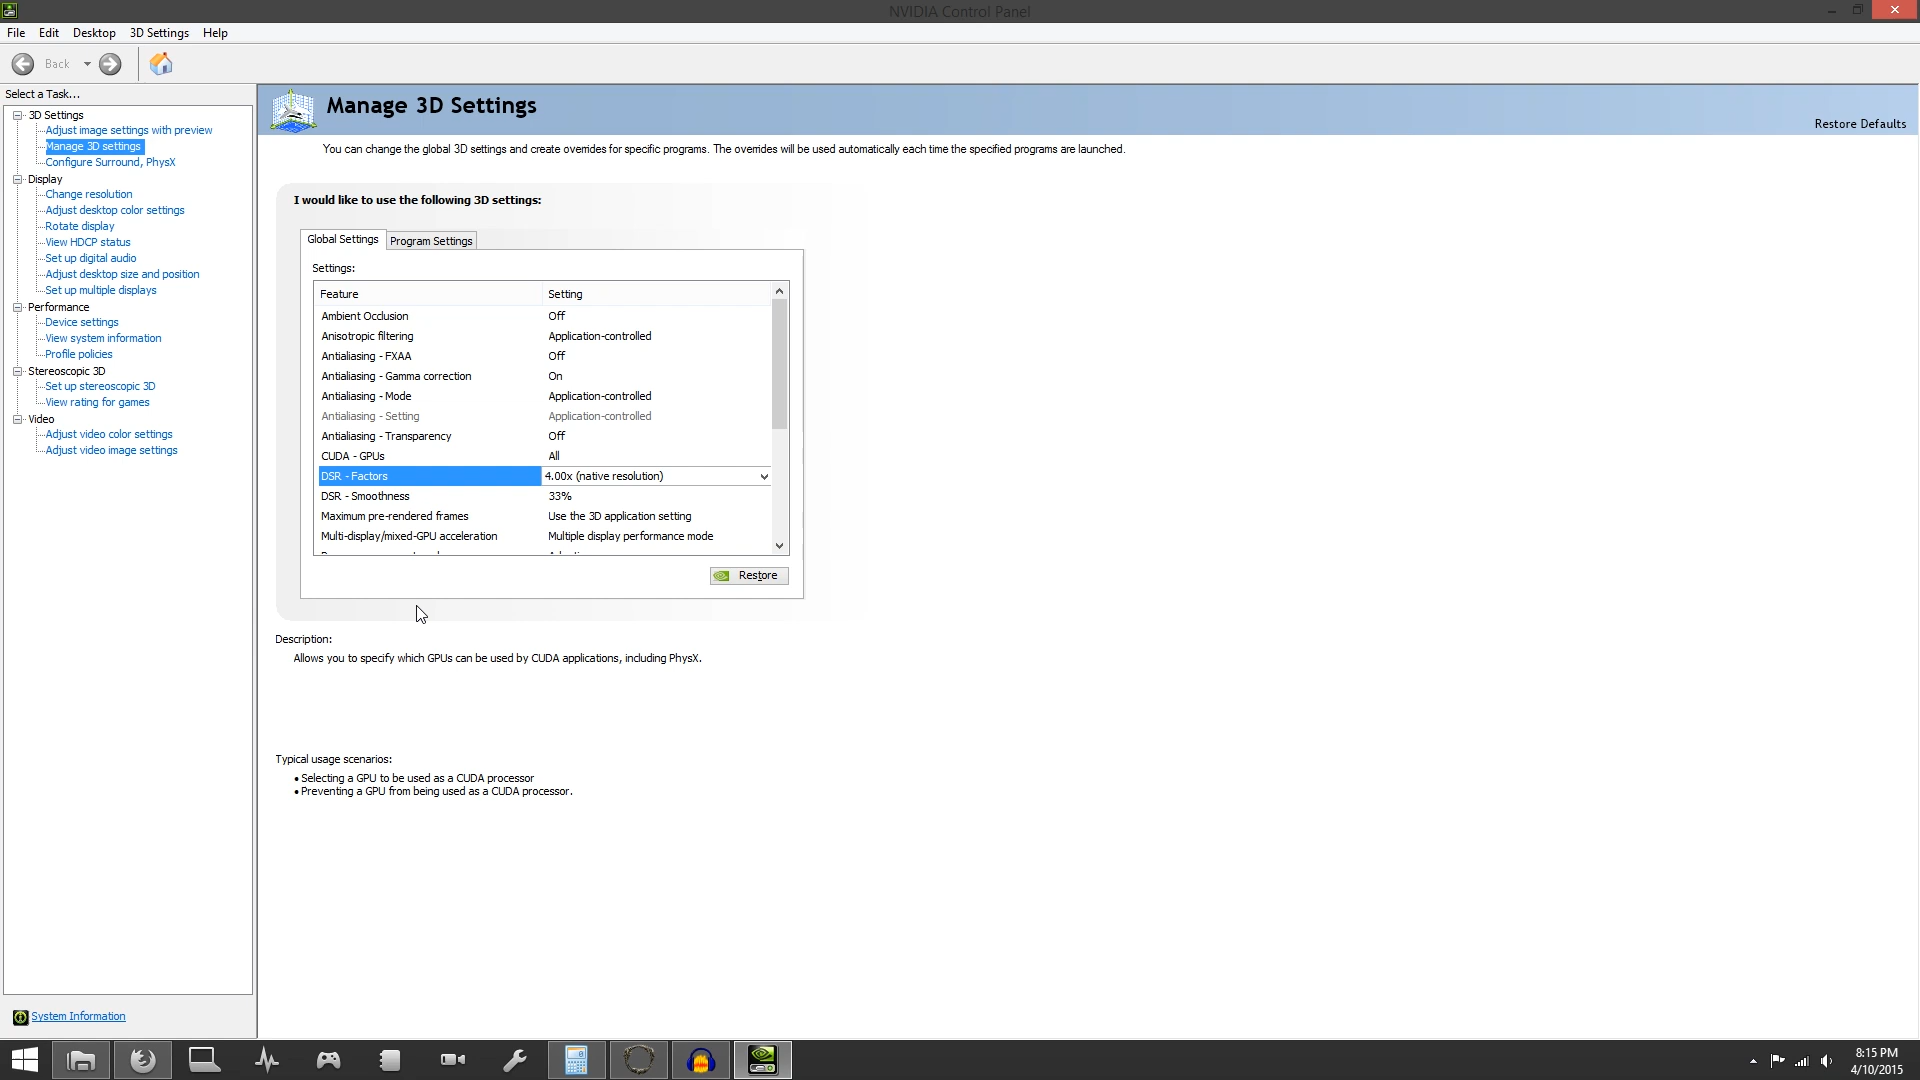 NVIDIA Control Panel
File Edit Desktop 3D Settings Help
Back
Select a Task...
3D Settings
Adjust image settings with preview
Manage 3D settings
Configure Surround, PhysX
Display
Change resolution
Adjust desktop color settings
Rotate display
View HDCP status
Set up digital audio
Adjust desktop size and position
Set up multiple displays
Performance
Device settings
View system information
Profile policies
Stereoscopic 3D
Set up stereoscopic 3D
View rating for games
Video
Adjust video color settings
Adjust video image settings
System Information
Manage 3D Settings
Restore Defaults
You can change the global 3D settings and create overrides for specific programs. The overrides will be used automatically each time the specified programs are launched.
I would like to use the following 3D settings:
Global Settings Program Settings
Settings:
Feature Setting
Ambient Occlusion Off
Anisotropic filtering Application-controlled
Antialiasing - FXAA Off
Antialiasing - Gamma correction On
Antialiasing - Mode Application-controlled
Antialiasing - Setting Application-controlled
Antialiasing - Transparency Off
CUDA - GPUs All
DSR - Factors 4.00x (native resolution)
DSR - Smoothness 33%
Maximum pre-rendered frames Use the 3D application setting
Multi-display/mixed-GPU acceleration Multiple display performance mode
Restore
Description:
Allows you to specify which GPUs can be used by CUDA applications, including PhysX.
Typical usage scenarios:
• Selecting a GPU to be used as a CUDA processor
• Preventing a GPU from being used as a CUDA processor.
8:15 PM
4/10/2015